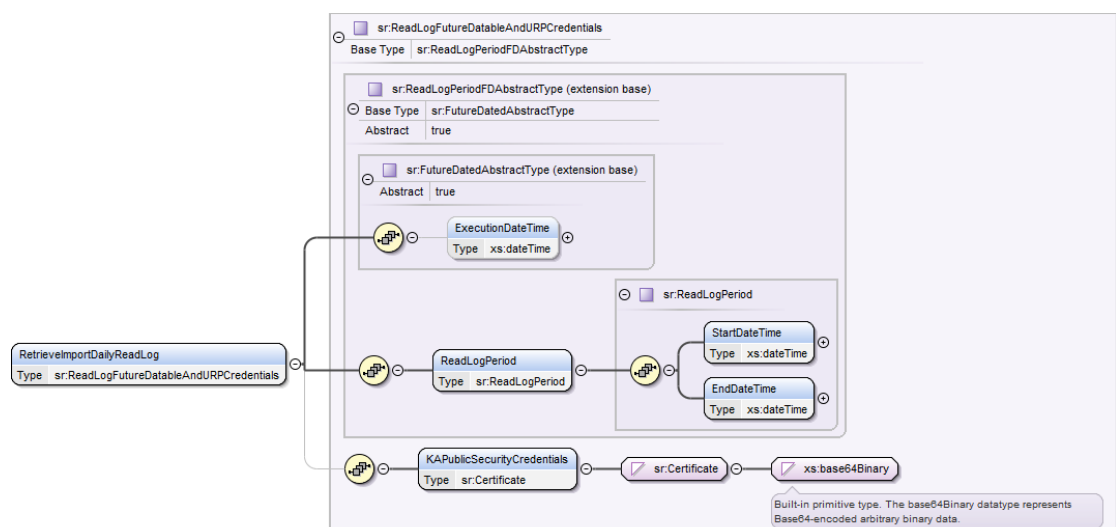 sr:ReadLogFutureDatableAndURPCredentials
Base Type sr:ReadLogPeriodFDAbstractType
sr:ReadLogPeriodFDAbstractType (extension base)
Base Type sr:FutureDatedAbstractType
Abstract true
sr:FutureDatedAbstractType (extension base)
Abstract true
ExecutionDateTime
Type xs:dateTime
sr:ReadLogPeriod
StartDateTime
Type xs:dateTime
RetrieveImportDailyReadLog
Type sr:ReadLogFutureDatableAndURPCredentials
ReadLogPeriod
Type sr:ReadLogPeriod
EndDateTime
Type xs:dateTime
KAPublicSecurityCredentials
Type sr:Certificate
sr:Certificate
xs:base64Binary
Built-in primitive type. The base64Binary datatype represents
Base64-encoded arbitrary binary data.